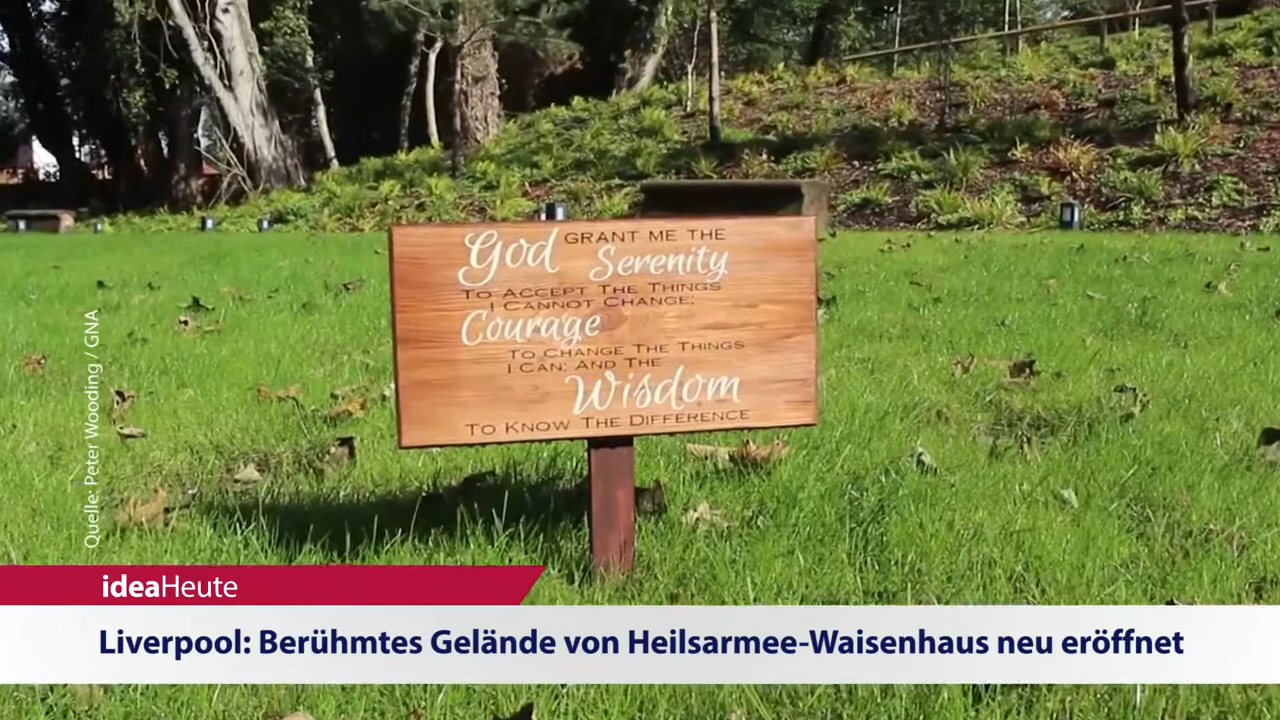 God GRANT ME THE
Serenity
TO ACCEPT THE THINGS
I CANNOT CHANGE;
Courage
TO CHANGE THE THINGS
I CAN; AND THE
Wisdom
TO KNOW THE DIFFERENCE
Quelle: Peter Wooding / GNA
ideaHeute
Liverpool: Berühmtes Gelände von Heilsarmee-Waisenhaus neu eröffnet